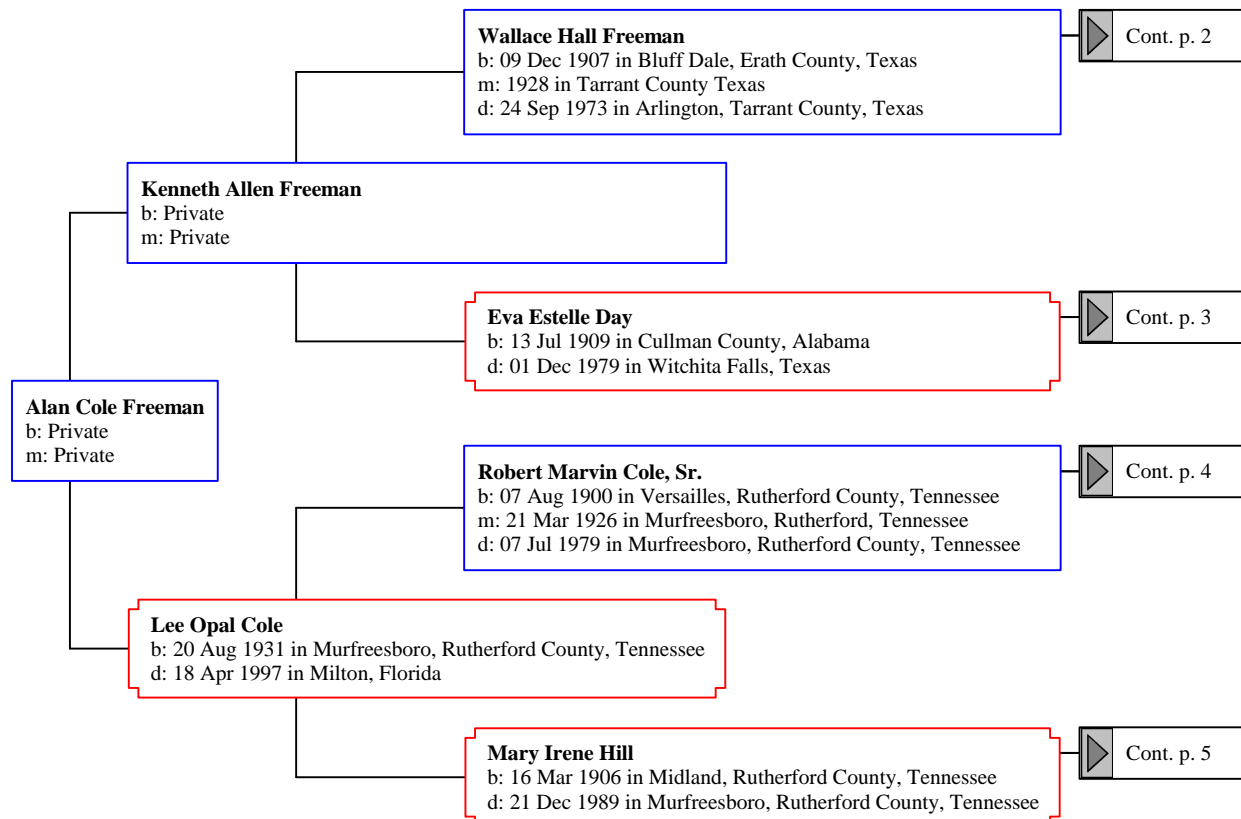 Wallace Hall Freeman
b: 09 Dec 1907 in Bluff Dale, Erath County, Texas
m: 1928 in Tarrant County Texas
d: 24 Sep 1973 in Arlington, Tarrant County, Texas
Cont. p. 2
Kenneth Allen Freeman
b: Private
m: Private
Eva Estelle Day
b: 13 Jul 1909 in Cullman County, Alabama
d: 01 Dec 1979 in Witchita Falls, Texas
Cont. p. 3
Alan Cole Freeman
b: Private
m: Private
Robert Marvin Cole, Sr.
b: 07 Aug 1900 in Versailles, Rutherford County, Tennessee
m: 21 Mar 1926 in Murfreesboro, Rutherford, Tennessee
d: 07 Jul 1979 in Murfreesboro, Rutherford County, Tennessee
Cont. p. 4
Lee Opal Cole
b: 20 Aug 1931 in Murfreesboro, Rutherford County, Tennessee
d: 18 Apr 1997 in Milton, Florida
Mary Irene Hill
b: 16 Mar 1906 in Midland, Rutherford County, Tennessee
d: 21 Dec 1989 in Murfreesboro, Rutherford County, Tennessee
Cont. p. 5